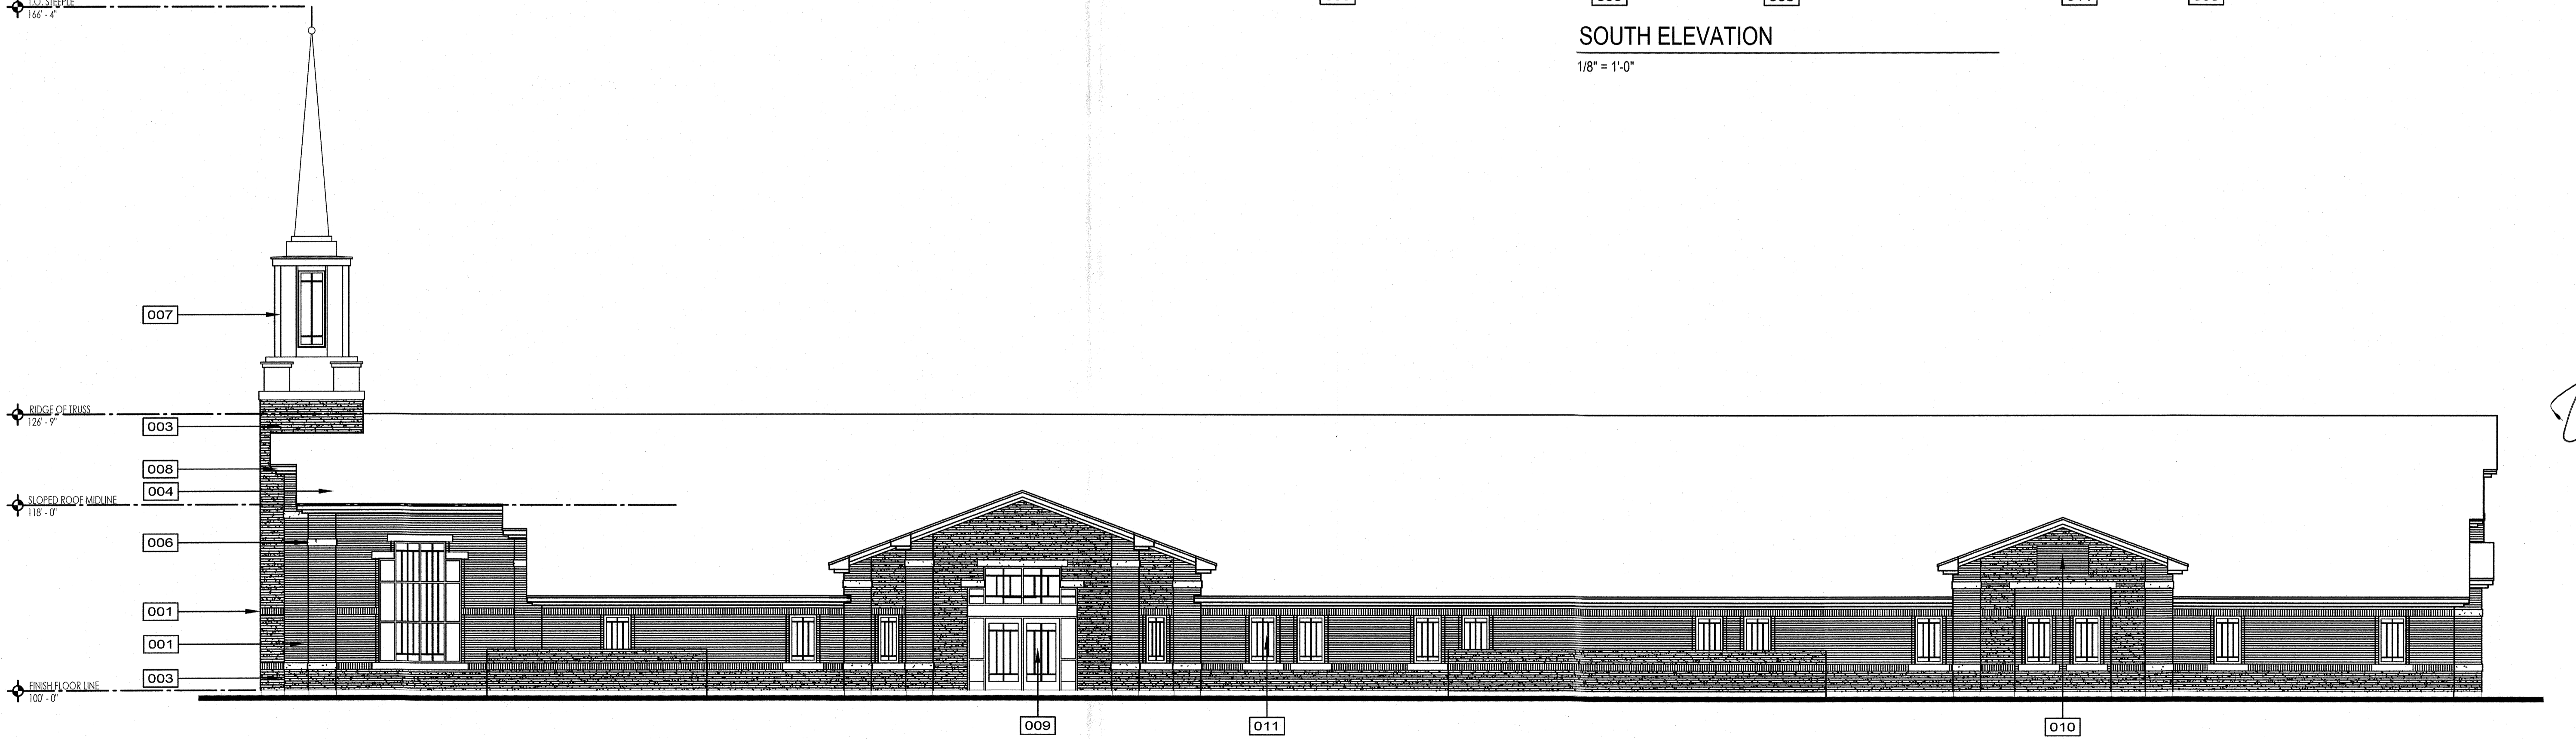 T.O. STEEPLE
166' - 4"
SOUTH ELEVATION
1/8" = 1'-0"
007
RIDGE OF TRUSS
126' - 9"
003
008
004
SLOPED ROOF MIDLINE
118' - 0"
006
001
001
003
FINISH FLOOR LINE
100' - 0"
009
011
010